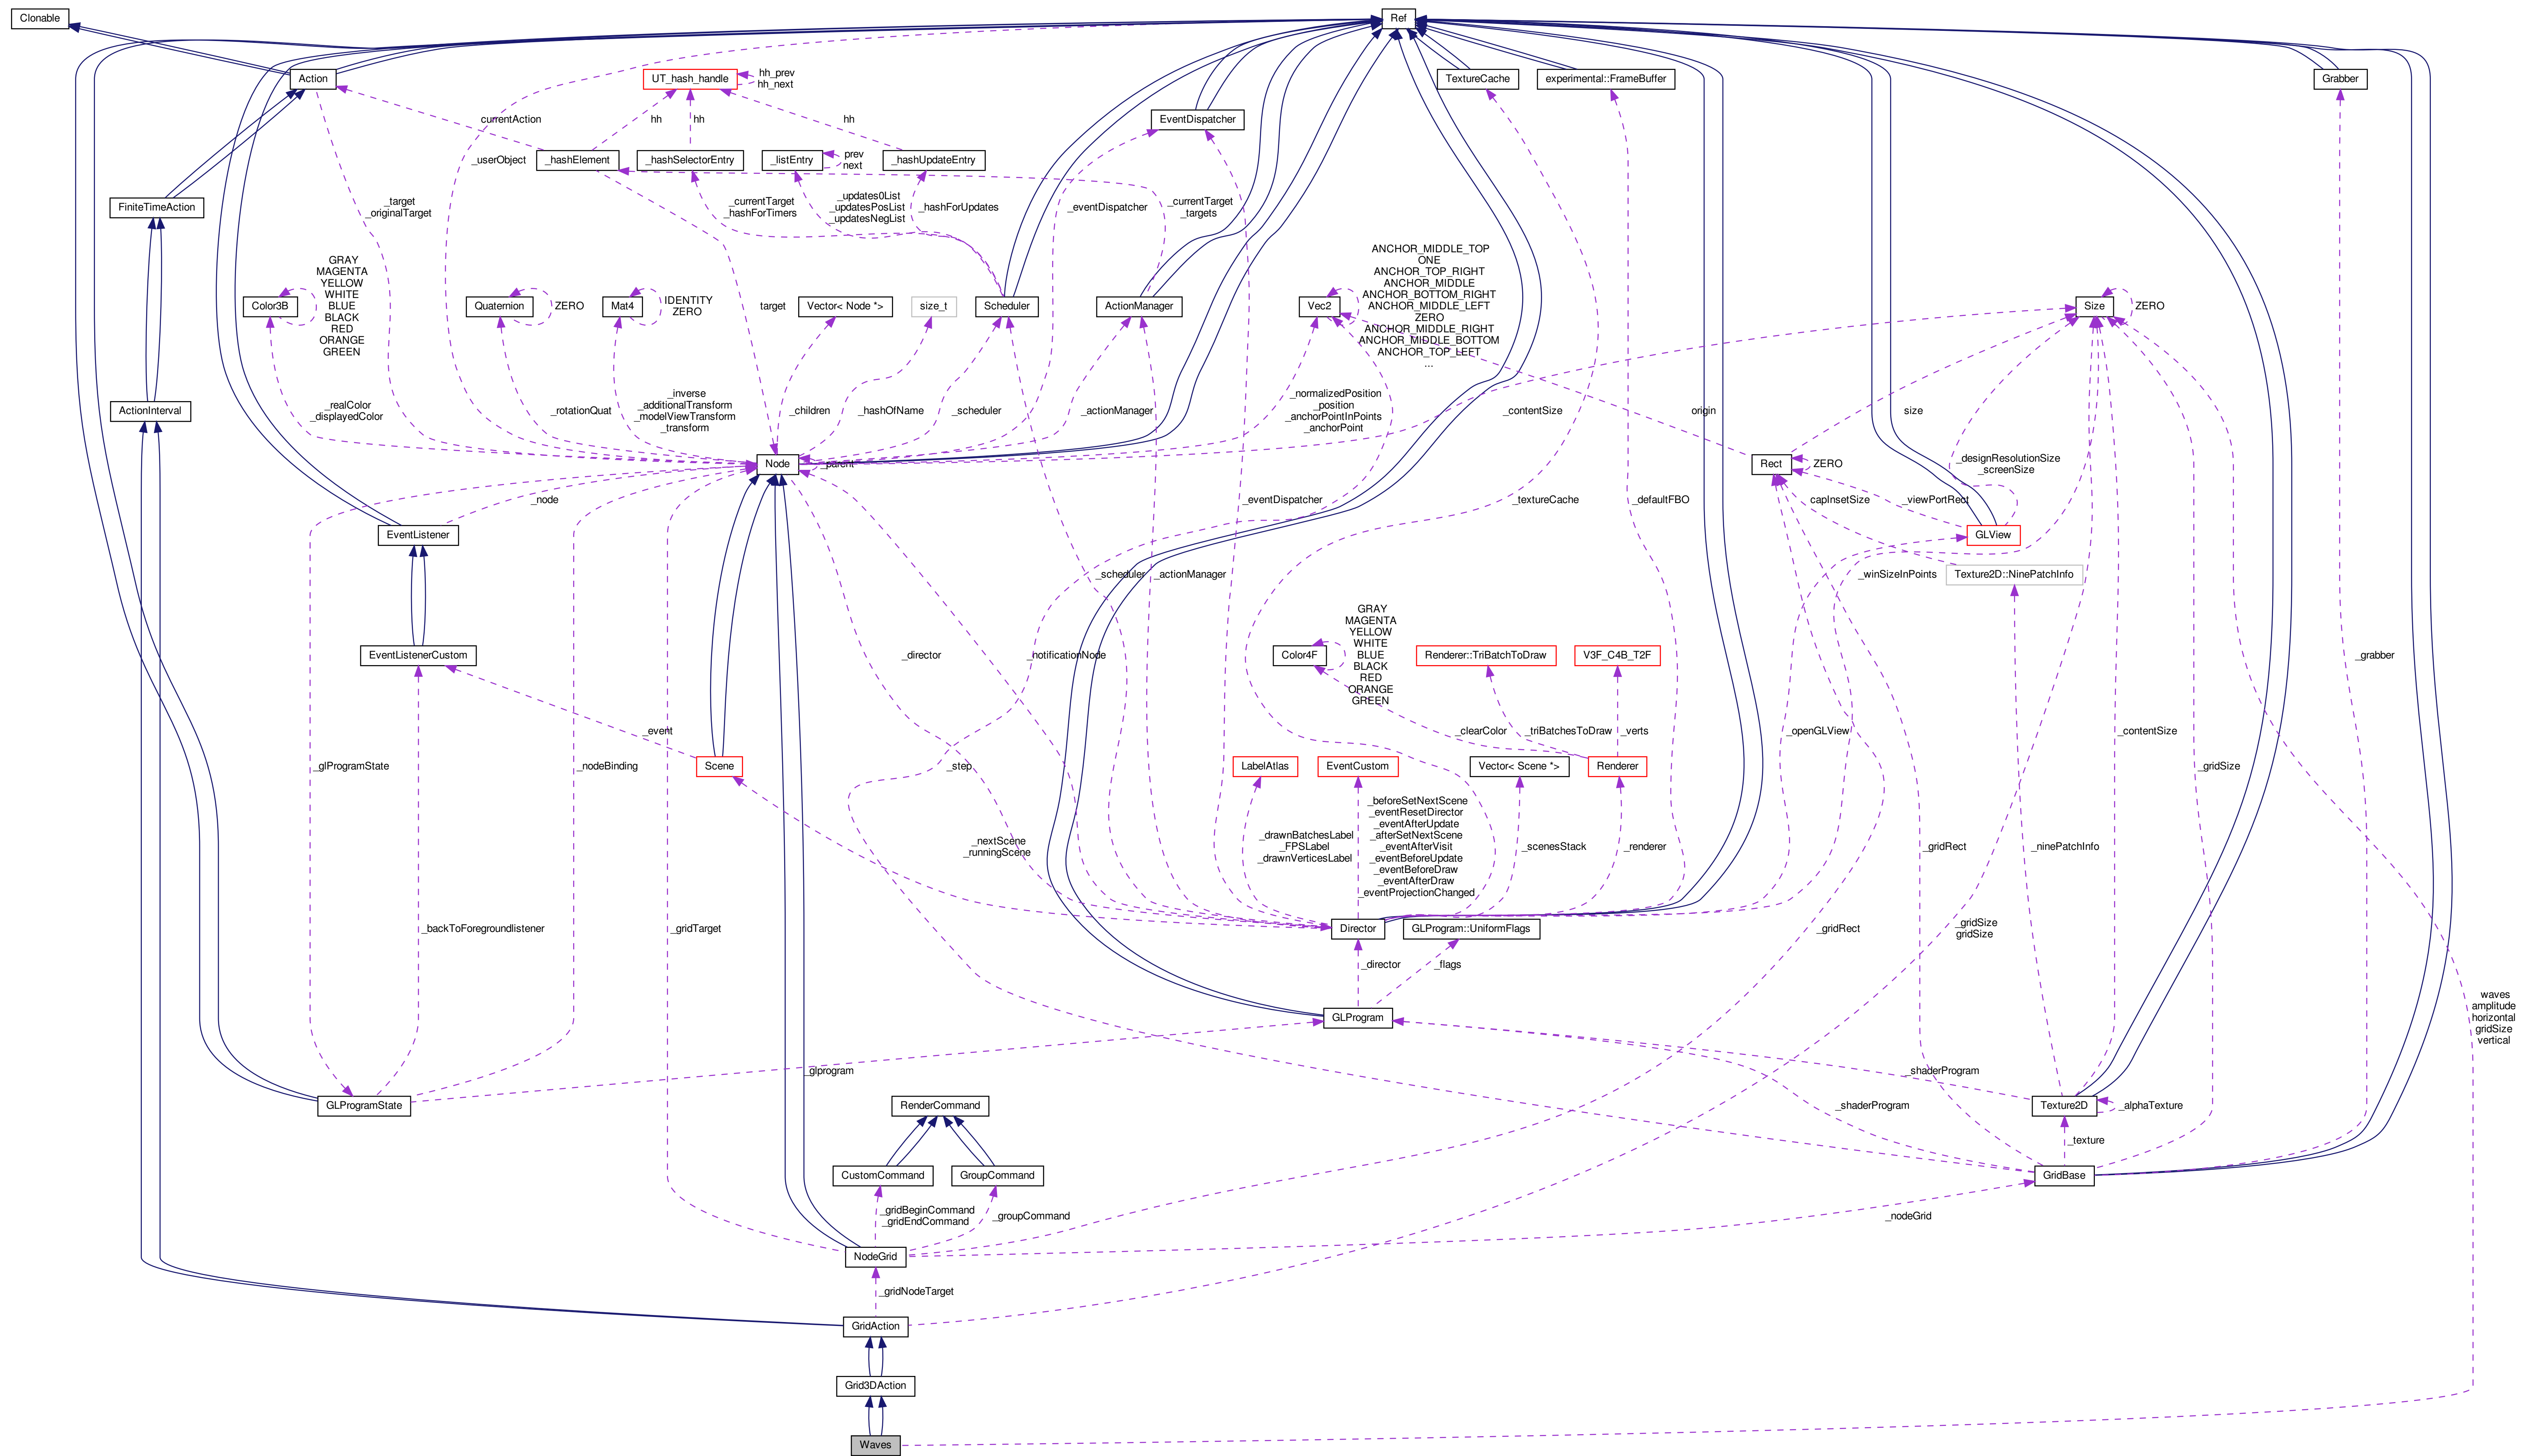 Clonable
Ref
Action
UT_hash_handle
hh_prev
hh_next
TextureCache
experimental::FrameBuffer
Grabber
currentAction
hh
hh
hh
EventDispatcher
_userObject
_hashElement
_hashSelectorEntry
_listEntry
prev
next
_hashUpdateEntry
FiniteTimeAction
_target
_originalTarget
_currentTarget
_hashForTimers
_updates0List
_updatesPosList
_updatesNegList
_hashForUpdates
_eventDispatcher
_currentTarget
_targets
Color3B
GRAY
MAGENTA
YELLOW
WHITE
BLUE
BLACK
RED
ORANGE
GREEN
Quaternion
ZERO
Mat4
IDENTITY
ZERO
target
Vector< Node *>
size_t
Scheduler
ActionManager
Vec2
ANCHOR_MIDDLE_TOP
ONE
ANCHOR_TOP_RIGHT
ANCHOR_MIDDLE
ANCHOR_BOTTOM_RIGHT
ANCHOR_MIDDLE_LEFT
ZERO
ANCHOR_MIDDLE_RIGHT
ANCHOR_MIDDLE_BOTTOM
ANCHOR_TOP_LEFT
...
Size
ZERO
ActionInterval
_realColor
_displayedColor
_rotationQuat
_inverse
_additionalTransform
_modelViewTransform
_transform
_children
_hashOfName
_scheduler
_actionManager
_normalizedPosition
_position
_anchorPointInPoints
_anchorPoint
_contentSize
origin
size
Node
_parent
Rect
ZERO
_designResolutionSize
_screenSize
_node
_eventDispatcher
_textureCache
_defaultFBO
capInsetSize
_viewPortRect
EventListener
GLView
_scheduler
_actionManager
_winSizeInPoints
Texture2D::NinePatchInfo
EventListenerCustom
_director
_notificationNode
Color4F
GRAY
MAGENTA
YELLOW
WHITE
BLUE
BLACK
RED
ORANGE
GREEN
Renderer::TriBatchToDraw
V3F_C4B_T2F
_grabber
_event
_clearColor
_triBatchesToDraw
_verts
_openGLView
_contentSize
_glProgramState
_nodeBinding
Scene
_step
LabelAtlas
EventCustom
Vector< Scene *>
Renderer
_gridSize
_nextScene
_runningScene
_drawnBatchesLabel
_FPSLabel
_drawnVerticesLabel
_beforeSetNextScene
_eventResetDirector
_eventAfterUpdate
_afterSetNextScene
_eventAfterVisit
_eventBeforeUpdate
_eventBeforeDraw
_eventAfterDraw
_eventProjectionChanged
_scenesStack
_renderer
_gridRect
_ninePatchInfo
_backToForegroundlistener
_gridTarget
Director
GLProgram::UniformFlags
_gridRect
_gridSize
gridSize
_director
_flags
GLProgram
waves
amplitude
horizontal
gridSize
vertical
_glprogram
_shaderProgram
GLProgramState
RenderCommand
_shaderProgram
Texture2D
_alphaTexture
_texture
CustomCommand
GroupCommand
GridBase
_gridBeginCommand
_gridEndCommand
_groupCommand
_nodeGrid
NodeGrid
_gridNodeTarget
GridAction
Grid3DAction
Waves